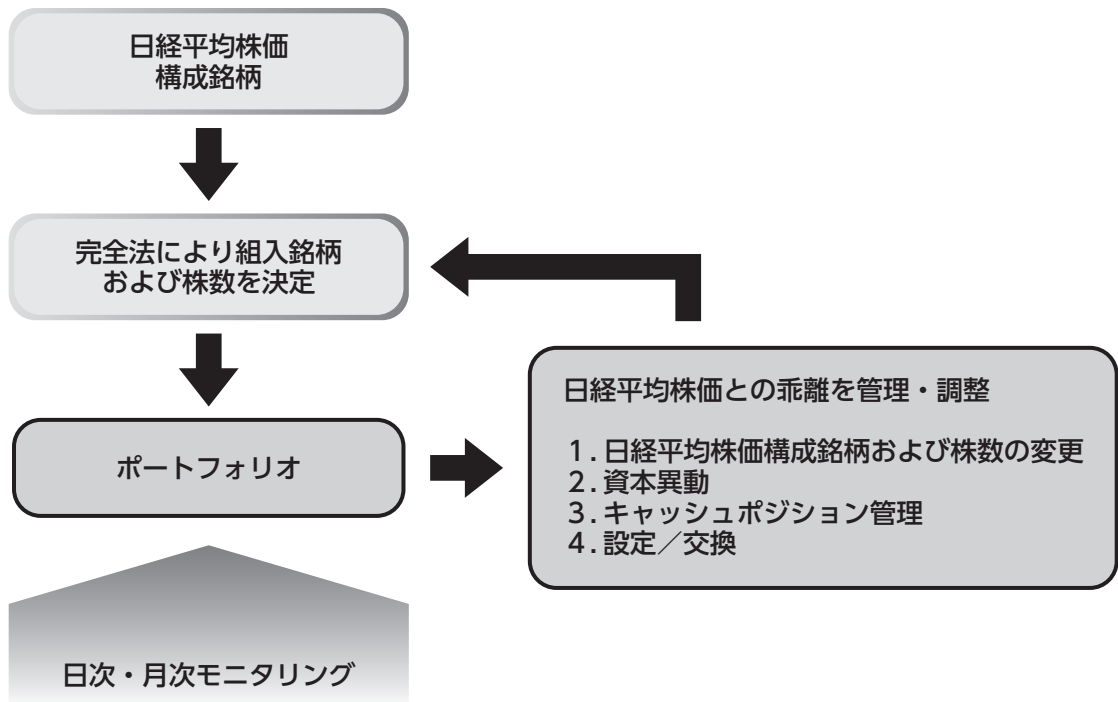 日経平均株価
構成銘柄
完全法により組入銘柄
および株数を決定
ポートフォリオ
日経平均株価との乖離を管理・調整
１．日経平均株価構成銘柄および株数の変更
２．資本異動
３．キャッシュポジション管理
４．設定／交換
日次・月次モニタリング